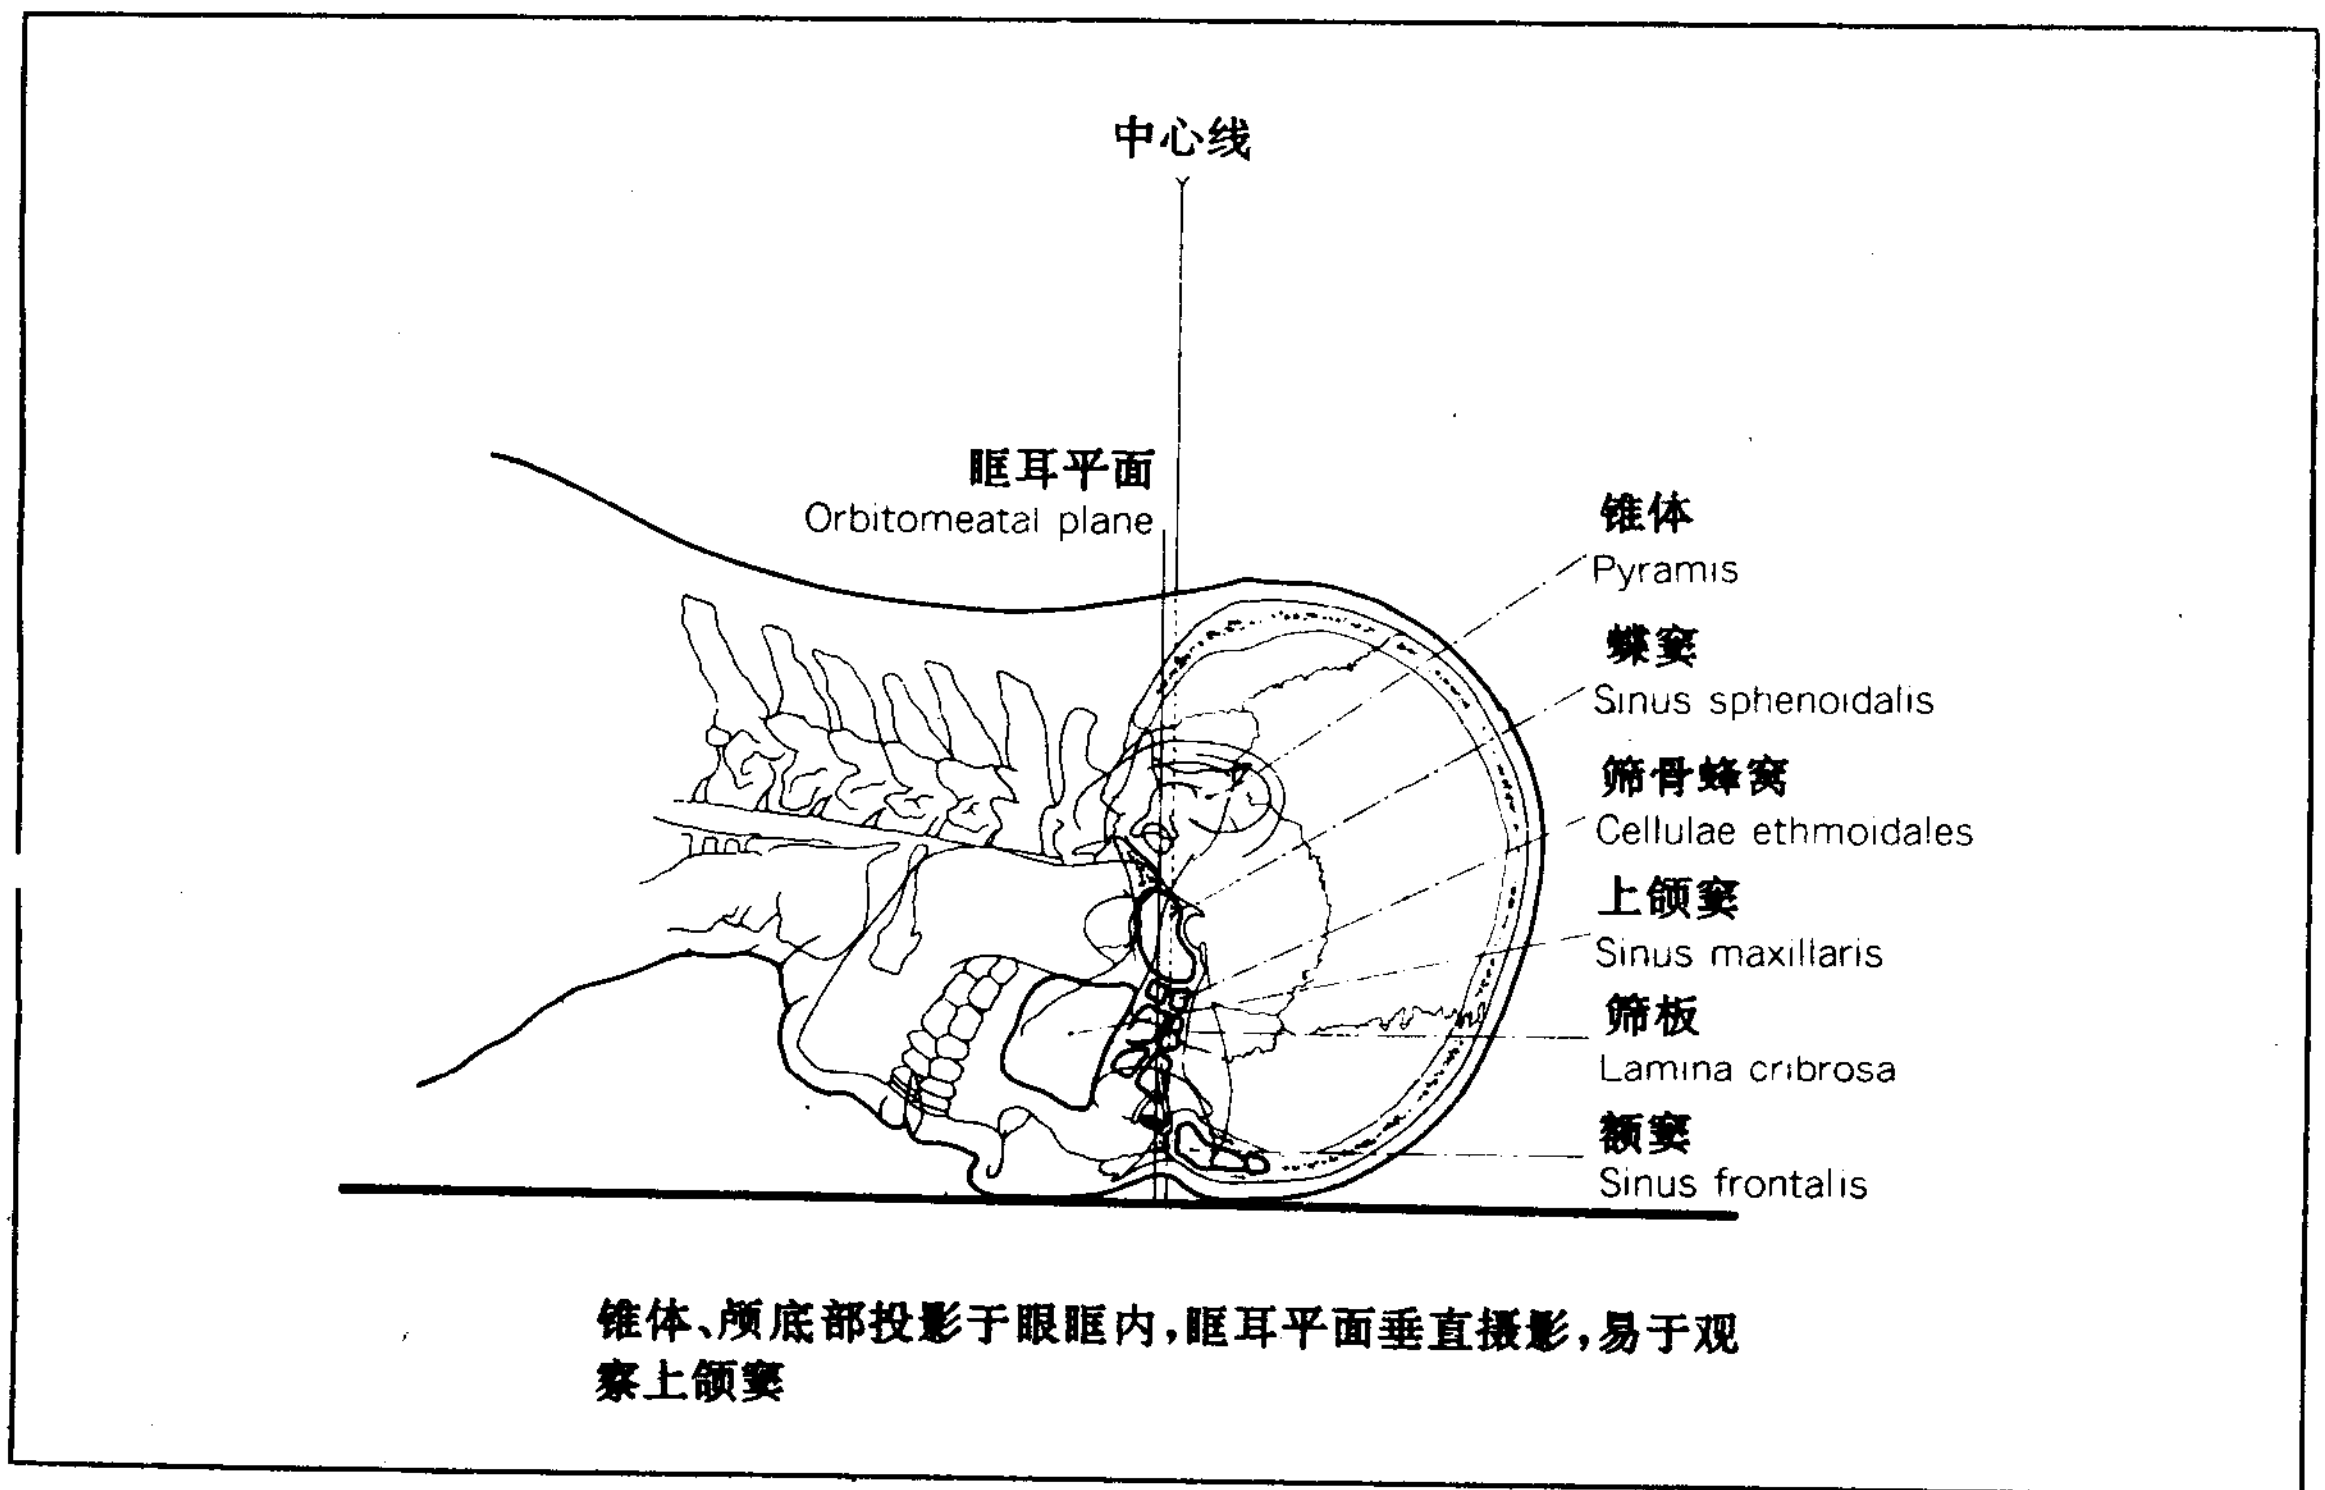 中心线
眶耳平面
Orbitomeatal plane
锥体
Pyramis
蝶窦
Sinus sphenoidalis
筛骨蜂窝
Cellulae ethmoidales
上颌窦
Sinus maxillaris
筛板
Lamina cribrosa
额窦
Sinus frontalis
锥体、颅底部投影于眼眶内,眶耳平面垂直摄影,易于观
察上颌窦